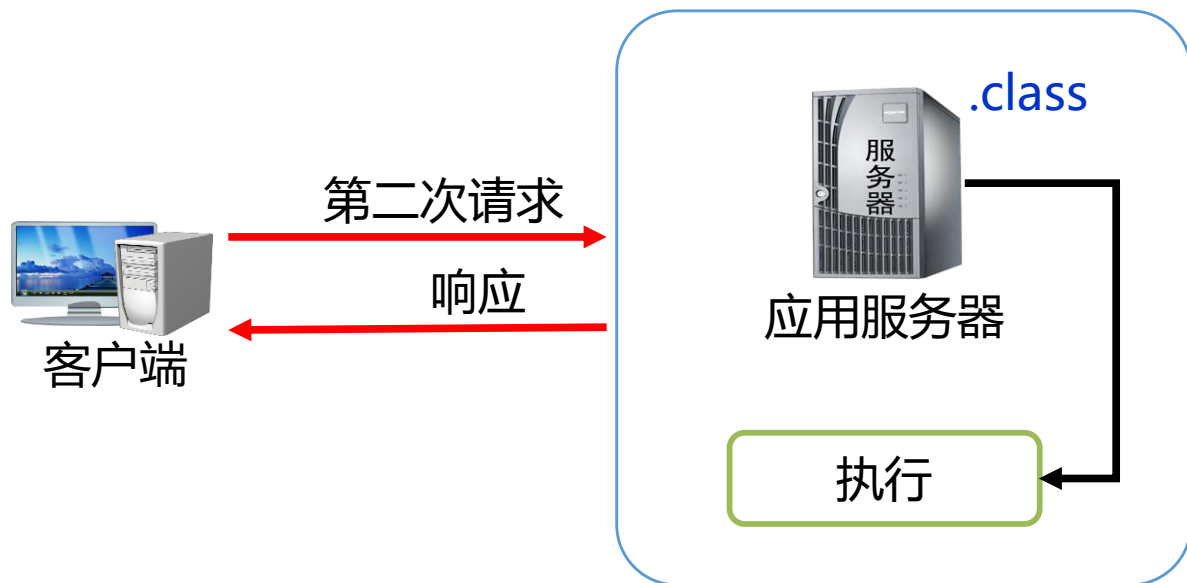 .class
服务器
第二次请求
响应
应用服务器
客户端
执行